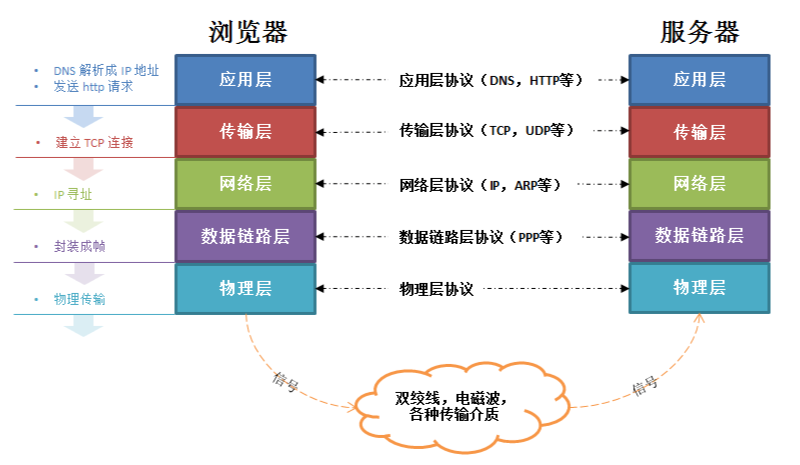 浏览器
服务器
• DNS 解析成 IP 地址
• 发送 http 请求
应用层
应用层协议（DNS，HTTP等）
应用层
• 建立 TCP 连接
传输层
传输层协议（TCP，UDP等）
传输层
• IP 寻址
网络层
网络层协议（IP，ARP等）
网络层
• 封装成帧
数据链路层
数据链路层协议（PPP等）
数据链路层
• 物理传输
物理层
物理层协议
物理层
信号
双绞线，电磁波，
各种传输介质
信号